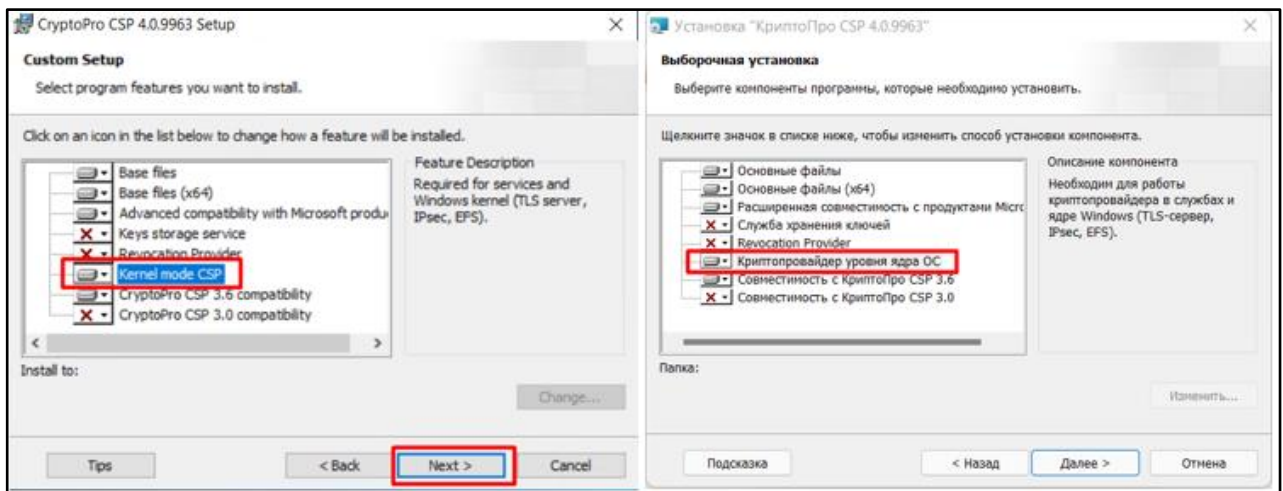 CryptoPro CSP 4.0.9963 Setup
Custom Setup
Select program features you want to install.
Click on an icon in the list below to change how a feature will be installed.
Base files
Base files (x64)
Advanced compatibility with Microsoft produ
Keys storage service
Revocation Provider
Kernel mode CSP
CryptoPro CSP 3.6 compatibility
CryptoPro CSP 3.0 compatibility
Feature Description
Required for services and
Windows kernel (TLS server,
IPsec, EFS).
Install to:
Change...
Tips
< Back
Next >
Cancel
Установка "КриптоПро CSP 4.0.9963"
Выборочная установка
Выберите компоненты программы, которые необходимо установить.
Щелкните значок в списке ниже, чтобы изменить способ установки компонента.
Основные файлы
Основные файлы (x64)
Расширенная совместимость с продуктами Micro
Служба хранения ключей
Revocation Provider
Криптопровайдер уровня ядра ОС
Совместимость с КриптоПро CSP 3.6
Совместимость с КриптоПро CSP 3.0
Описание компонента
Необходим для работы
криптопровайдера в службах и
ядре Windows (TLS-сервер,
IPsec, EFS).
Папка:
Изменить...
Подсказка
< Назад
Далее >
Отмена